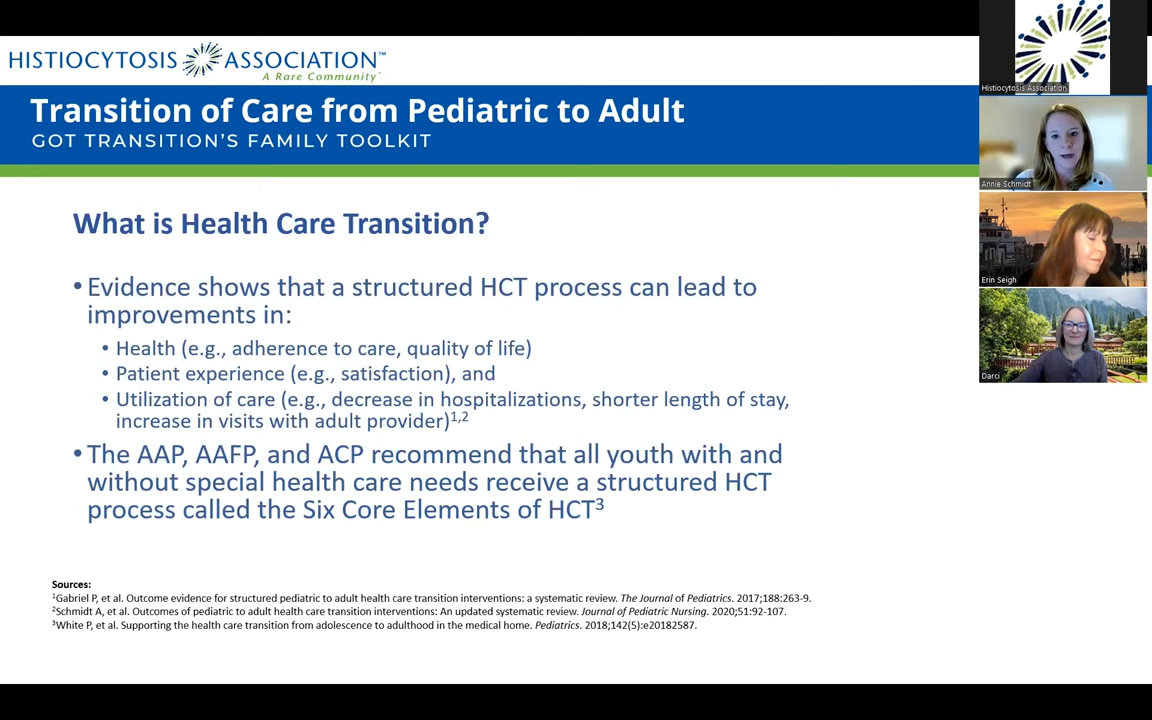 HISTIOCYTOSIS ASSOCIATION™
A Rare Community™
Transition of Care from Pediatric to Adult
GOT TRANSITION'S FAMILY TOOLKIT
What is Health Care Transition?
• Evidence shows that a structured HCT process can lead to
improvements in:
• Health (e.g., adherence to care, quality of life)
• Patient experience (e.g., satisfaction), and
• Utilization of care (e.g., decrease in hospitalizations, shorter length of stay,
increase in visits with adult provider)1,2
• The AAP, AAFP, and ACP recommend that all youth with and
without special health care needs receive a structured HCT
process called the Six Core Elements of HCT3
Sources:
1Gabriel P, et al. Outcome evidence for structured pediatric to adult health care transition interventions: a systematic review. The Journal of Pediatrics. 2017;188:263-9.
2Schmidt A, et al. Outcomes of pediatric to adult health care transition interventions: An updated systematic review. Journal of Pediatric Nursing. 2020;51:92-107.
3White P, et al. Supporting the health care transition from adolescence to adulthood in the medical home. Pediatrics. 2018;142(5):e20182587.
Histiocytosis Association
Annie Schmidt
Erin Seigh
Darci